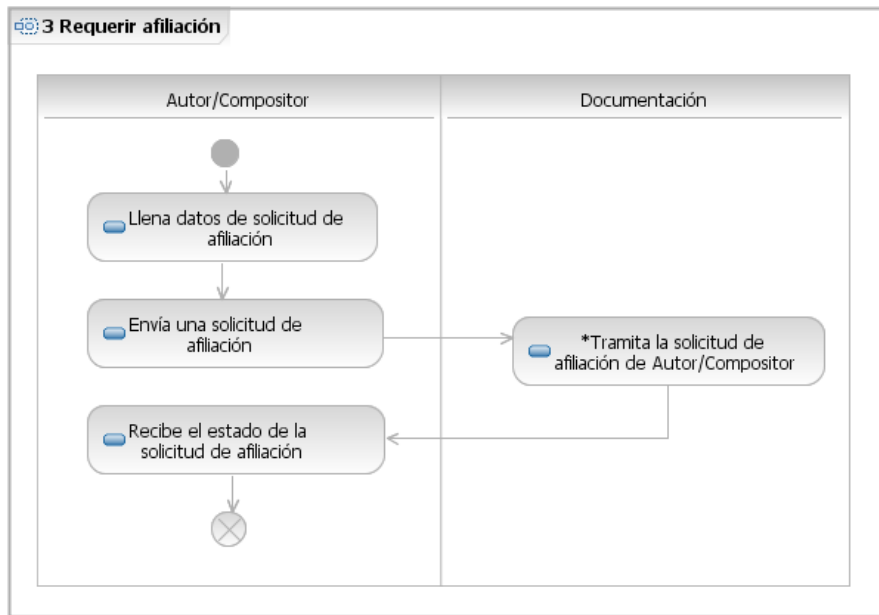 3 Requerir afiliación
Autor/Compositor
Documentación
Llena datos de solicitud de
afiliación
Envía una solicitud de
afiliación
*Tramita la solicitud de
afiliación de Autor/Compositor
Recibe el estado de la
solicitud de afiliación